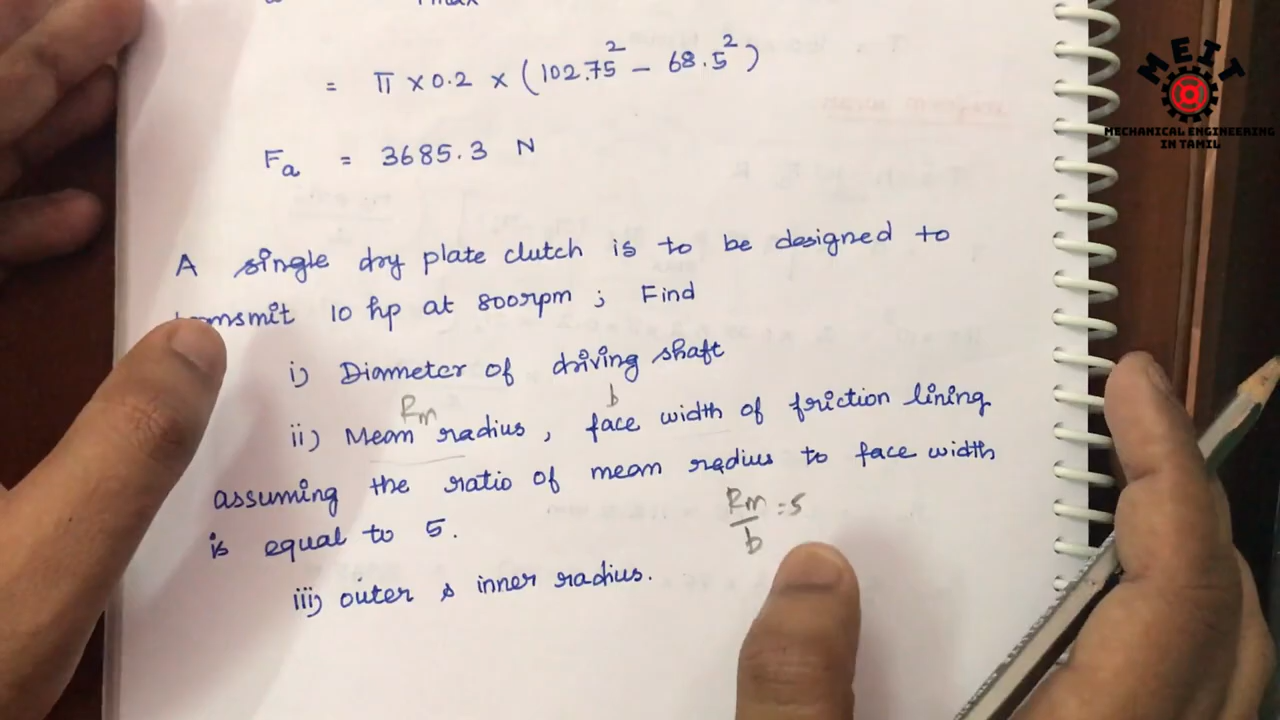 = π × 0.2 × (102.75² − 68.5²)
Fa = 3685.3 N
A single dry plate clutch is to be designed to
transmit 10 hp at 800rpm ; Find
i) Diameter of driving shaft
Rm b
ii) Mean radius , face width of friction lining
assuming the ratio of mean radius to face width
is equal to 5.
Rm/b = 5
iii) outer & inner radius.
MEIT
MECHANICAL ENGINEERING
IN TAMIL